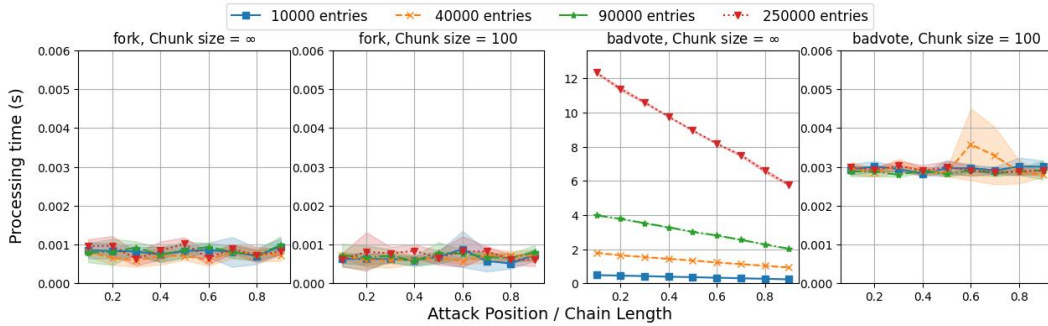 10000 entries 40000 entries 90000 entries 250000 entries
fork, Chunk size = ∞ fork, Chunk size = 100 badvote, Chunk size = ∞ badvote, Chunk size = 100
Processing time (s)
0.006 0.006 12 0.006
0.005 0.005 10 0.005
0.004 0.004 8 0.004
0.003 0.003 6 0.003
0.002 0.002 4 0.002
0.001 0.001 2 0.001
0.000 0.000 0 0.000
0.2 0.4 0.6 0.8 0.2 0.4 0.6 0.8 0.2 0.4 0.6 0.8 0.2 0.4 0.6 0.8
Attack Position / Chain Length